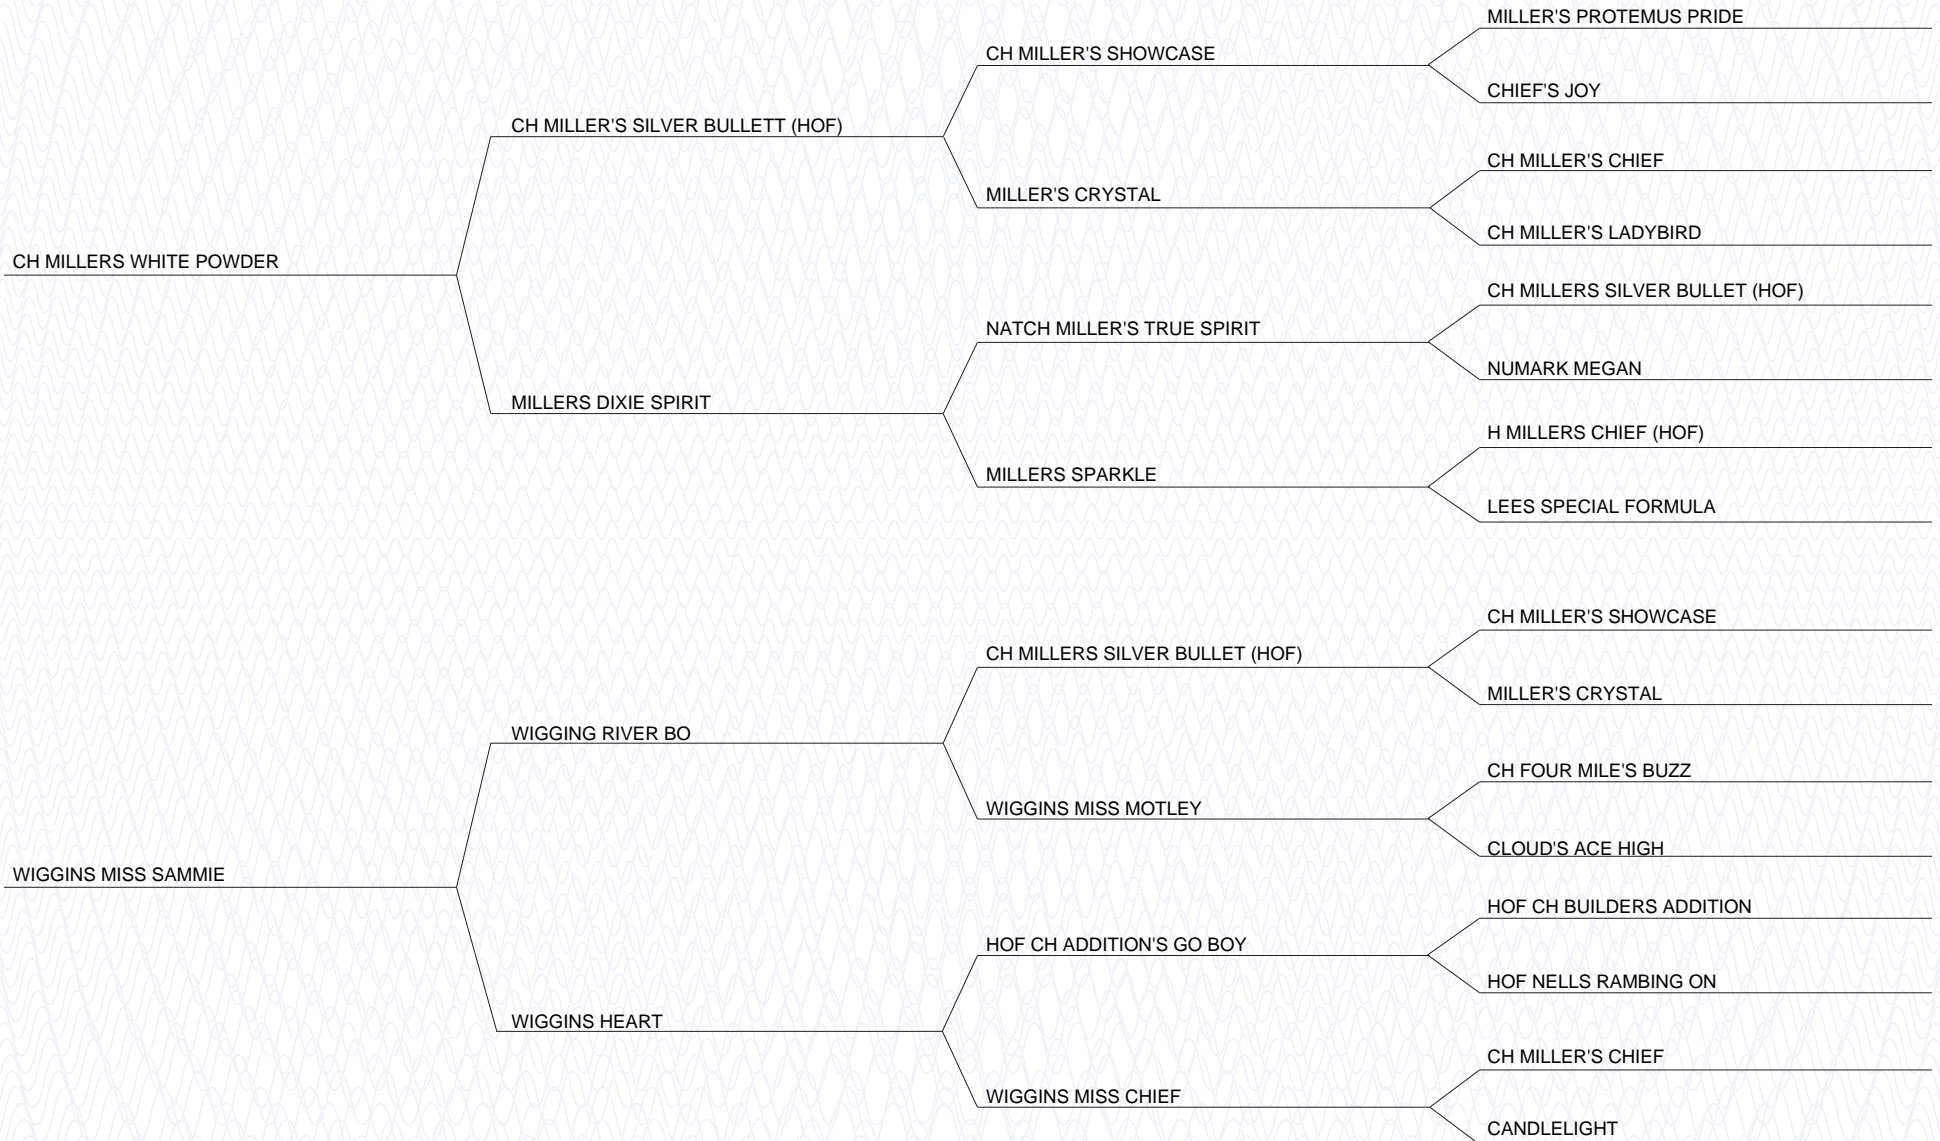 MILLER'S PROTEMUS PRIDE
CH MILLER'S SHOWCASE
CHIEF'S JOY
CH MILLER'S SILVER BULLETT (HOF)
CH MILLER'S CHIEF
MILLER'S CRYSTAL
CH MILLER'S LADYBIRD
CH MILLERS WHITE POWDER
CH MILLERS SILVER BULLET (HOF)
NATCH MILLER'S TRUE SPIRIT
NUMARK MEGAN
MILLERS DIXIE SPIRIT
H MILLERS CHIEF (HOF)
MILLERS SPARKLE
LEES SPECIAL FORMULA
CH MILLER'S SHOWCASE
CH MILLERS SILVER BULLET (HOF)
MILLER'S CRYSTAL
WIGGING RIVER BO
CH FOUR MILE'S BUZZ
WIGGINS MISS MOTLEY
CLOUD'S ACE HIGH
WIGGINS MISS SAMMIE
HOF CH BUILDERS ADDITION
HOF CH ADDITION'S GO BOY
HOF NELLS RAMBING ON
WIGGINS HEART
CH MILLER'S CHIEF
WIGGINS MISS CHIEF
CANDLELIGHT